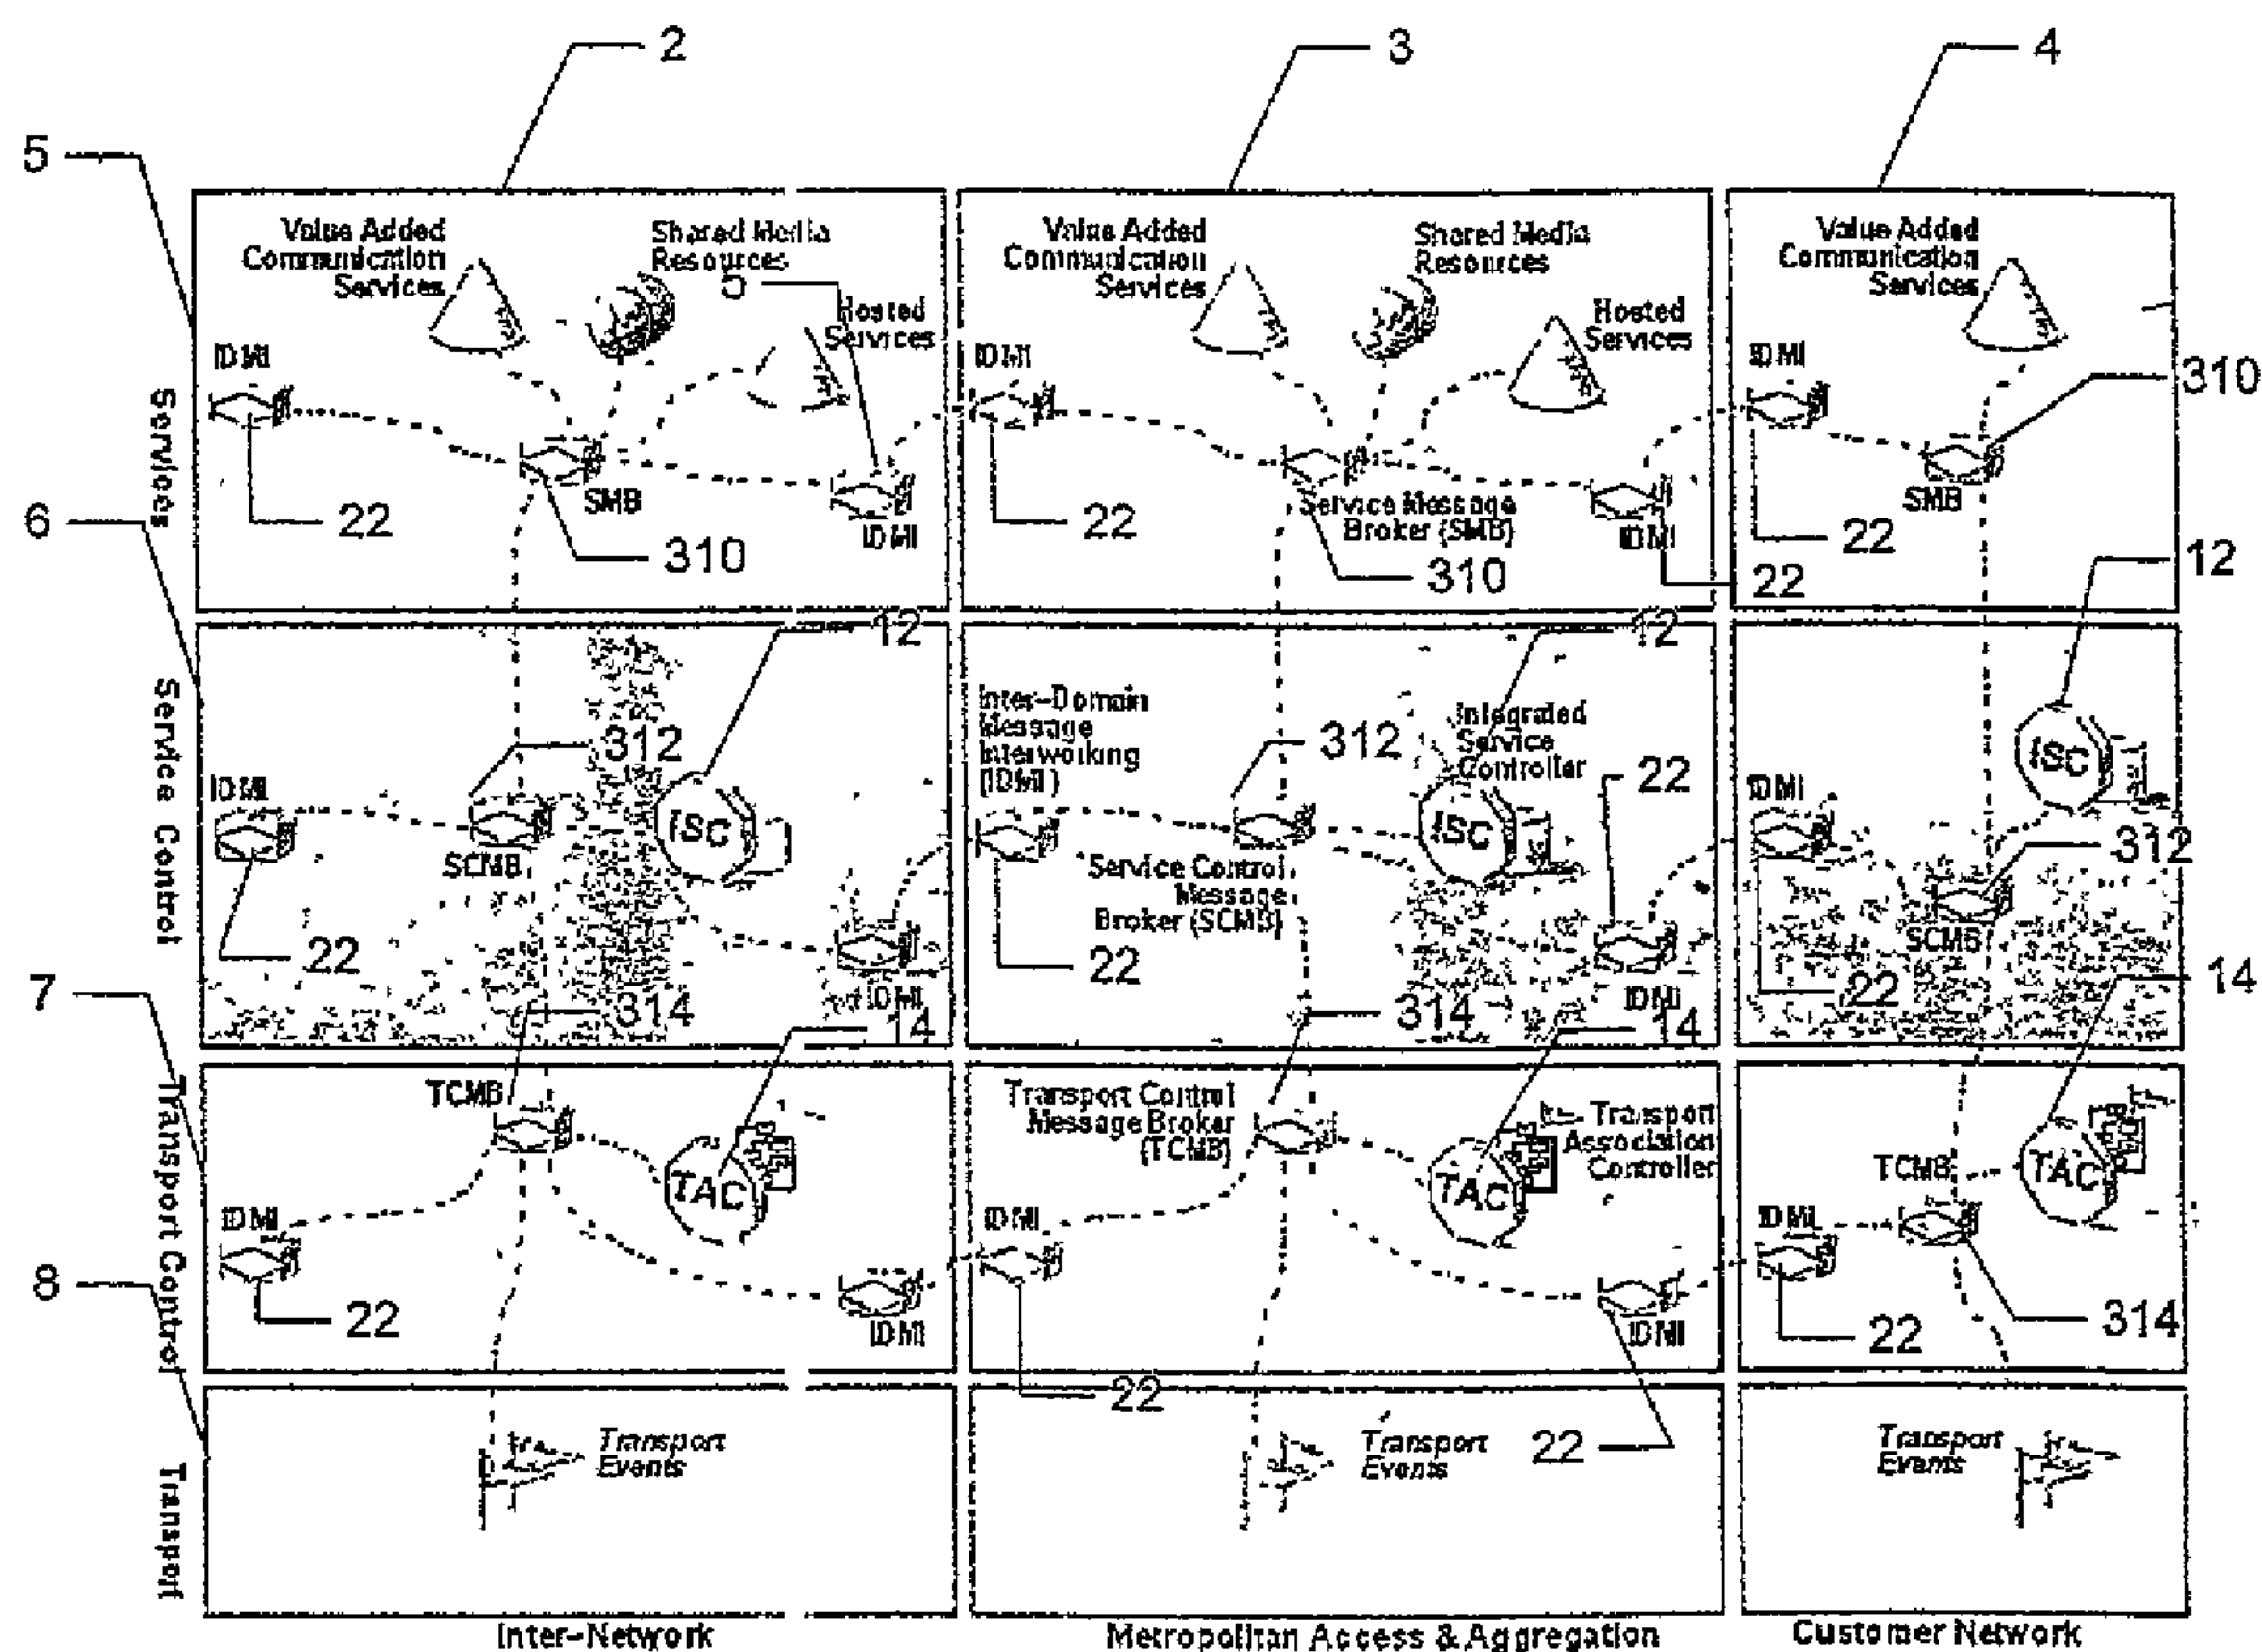 2
3
4
5
Value Added
Communication
Services
Shared Media
Resources
5
Hosted
Services
IDMI
22
SMB
310
IDMI
Value Added
Communication
Services
Shared Media
Resources
Hosted
Services
IDMI
22
Service Message
Broker (SMB)
310
IDMI
22
Value Added
Communication
Services
IDMI
22
SMB
310
Services
6
12
312
IDMI
ISC
SCMB
22
314
IDMI
14
12
Inter-Domain
Message
Interworking
(IDMI)
312
Integrated
Service
Controller
22
ISC
Service Control
Message
Broker (SCMB)
22
314
IDMI
14
12
ISC
IDMI
312
SCMB
22
14
Service Control
7
TCMB
TAC
IDMI
22
IDMI
Transport Control
Message Broker
(TCMB)
Transport
Association
Controller
TAC
IDMI
22
IDMI
22
TCMB
TAC
IDMI
22
314
Transport Control
8
Transport
Events
Transport
Events
Transport
Events
Transport
Inter-Network
Metropolitan Access & Aggregation
Customer Network